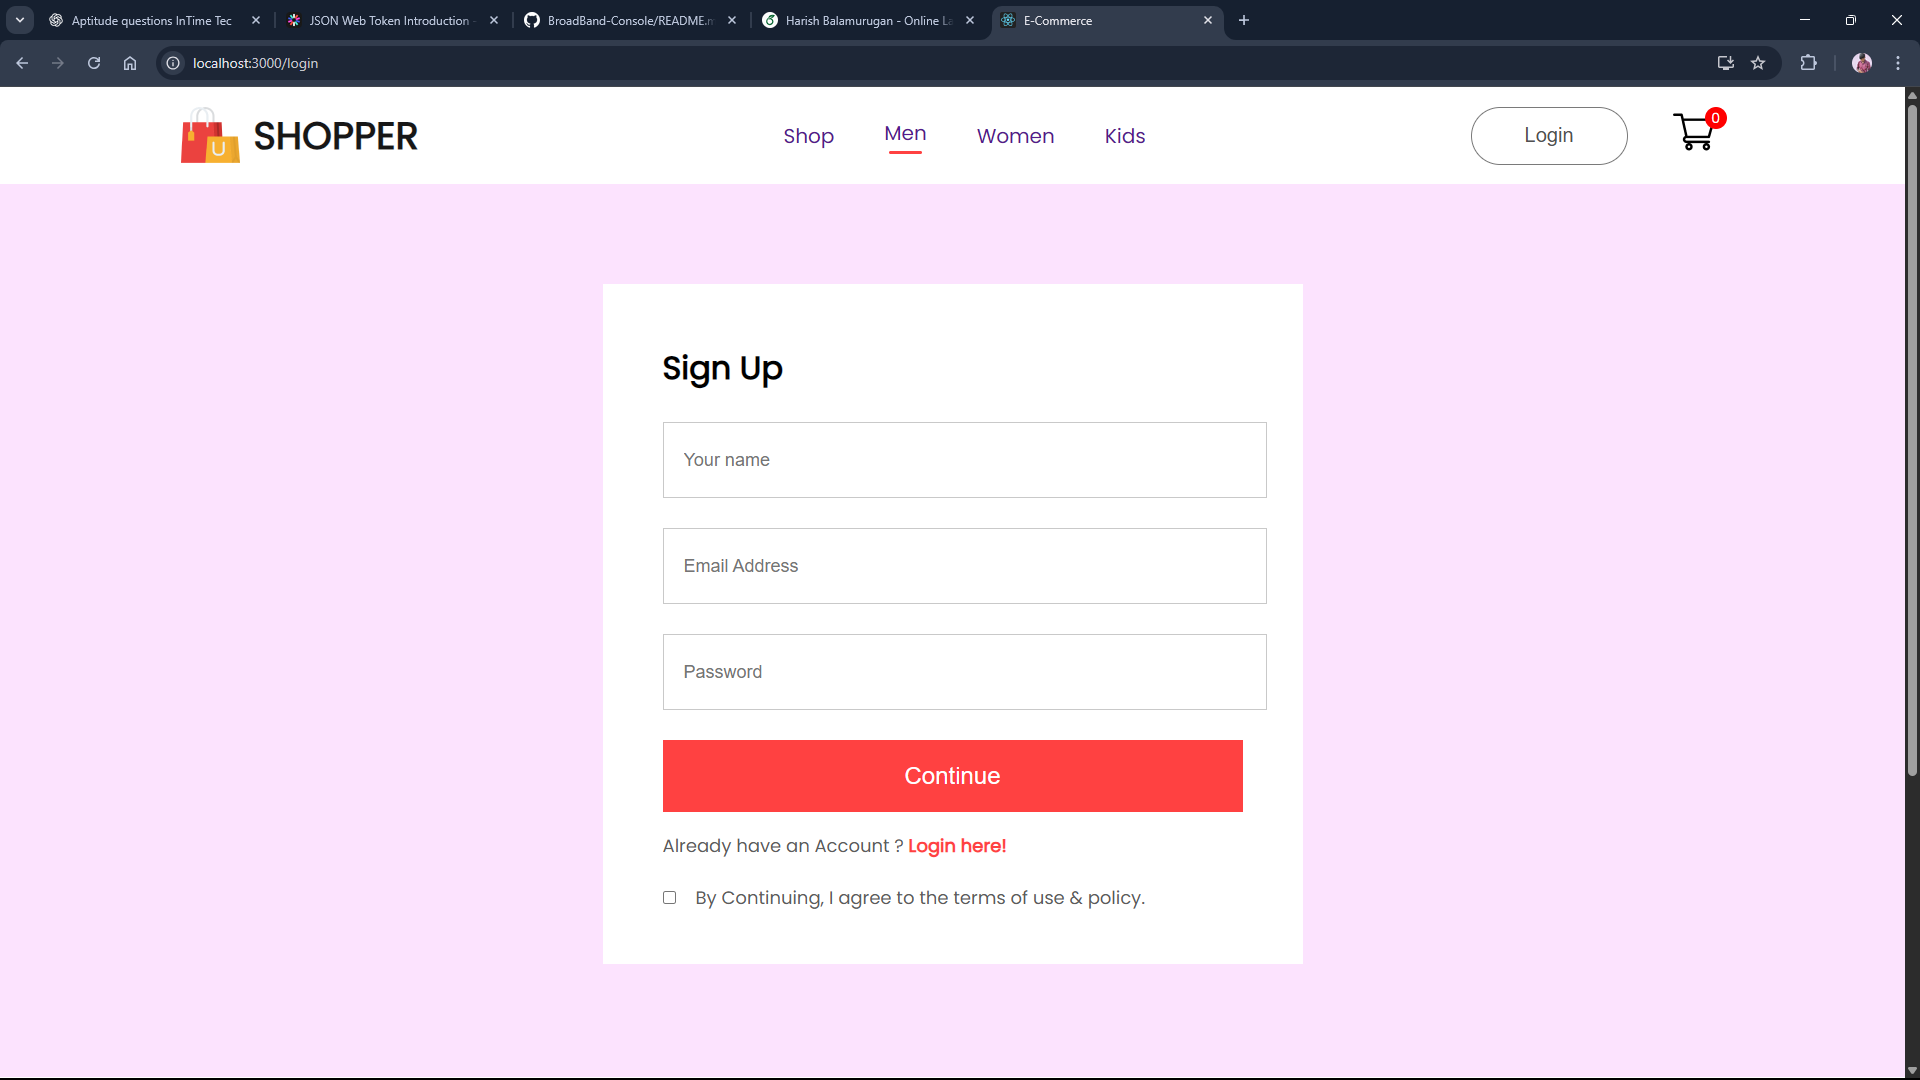 Aptitude questions InTime Tec
JSON Web Token Introduction
BroadBand-Console/README.m
Harish Balamurugan - Online La
E-Commerce
localhost:3000/login
SHOPPER
Shop
Men
Women
Kids
Login
0
U
Sign Up
Your name
Email Address
Password
Continue
Already have an Account ? Login here!
By Continuing, I agree to the terms of use & policy.